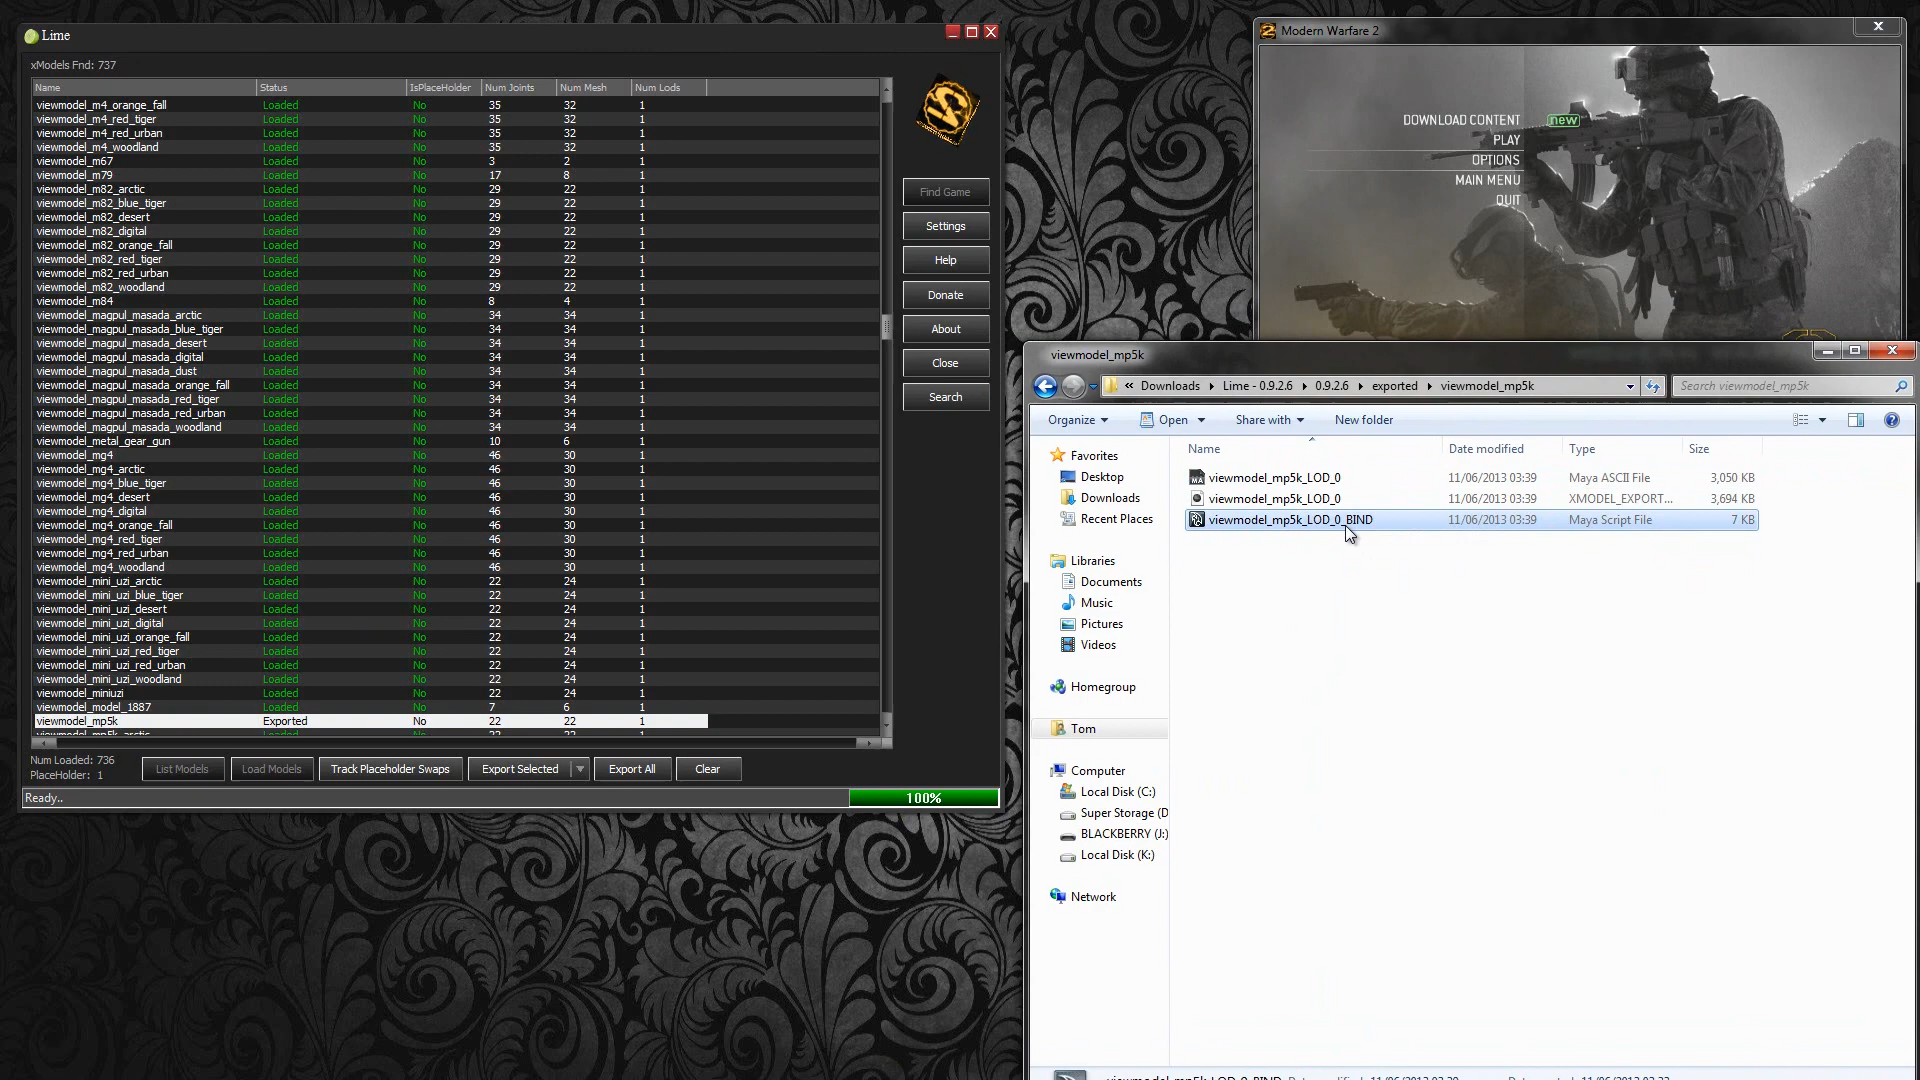 Lime
xModels Fnd: 737
Name Status IsPlaceHolder Num Joints Num Mesh Num Lods
viewmodel_m4_orange_fall Loaded No 35 32 1
viewmodel_m4_red_tiger Loaded No 35 32 1
viewmodel_m4_red_urban Loaded No 35 32 1
viewmodel_m4_woodland Loaded No 35 32 1
viewmodel_m67 Loaded No 3 2 1
viewmodel_m79 Loaded No 17 8 1
viewmodel_m82_arctic Loaded No 29 22 1
viewmodel_m82_blue_tiger Loaded No 29 22 1
viewmodel_m82_desert Loaded No 29 22 1
viewmodel_m82_digital Loaded No 29 22 1
viewmodel_m82_orange_fall Loaded No 29 22 1
viewmodel_m82_red_tiger Loaded No 29 22 1
viewmodel_m82_red_urban Loaded No 29 22 1
viewmodel_m82_woodland Loaded No 29 22 1
viewmodel_m84 Loaded No 8 4 1
viewmodel_magpul_masada_arctic Loaded No 34 34 1
viewmodel_magpul_masada_blue_tiger Loaded No 34 34 1
viewmodel_magpul_masada_desert Loaded No 34 34 1
viewmodel_magpul_masada_digital Loaded No 34 34 1
viewmodel_magpul_masada_dust Loaded No 34 34 1
viewmodel_magpul_masada_orange_fall Loaded No 34 34 1
viewmodel_magpul_masada_red_tiger Loaded No 34 34 1
viewmodel_magpul_masada_red_urban Loaded No 34 34 1
viewmodel_magpul_masada_woodland Loaded No 34 34 1
viewmodel_metal_gear_gun Loaded No 10 6 1
viewmodel_mg4 Loaded No 46 30 1
viewmodel_mg4_arctic Loaded No 46 30 1
viewmodel_mg4_blue_tiger Loaded No 46 30 1
viewmodel_mg4_desert Loaded No 46 30 1
viewmodel_mg4_digital Loaded No 46 30 1
viewmodel_mg4_orange_fall Loaded No 46 30 1
viewmodel_mg4_red_tiger Loaded No 46 30 1
viewmodel_mg4_red_urban Loaded No 46 30 1
viewmodel_mg4_woodland Loaded No 46 30 1
viewmodel_mini_uzi_arctic Loaded No 22 24 1
viewmodel_mini_uzi_blue_tiger Loaded No 22 24 1
viewmodel_mini_uzi_desert Loaded No 22 24 1
viewmodel_mini_uzi_digital Loaded No 22 24 1
viewmodel_mini_uzi_orange_fall Loaded No 22 24 1
viewmodel_mini_uzi_red_tiger Loaded No 22 24 1
viewmodel_mini_uzi_red_urban Loaded No 22 24 1
viewmodel_mini_uzi_woodland Loaded No 22 24 1
viewmodel_miniuzi Loaded No 22 24 1
viewmodel_model_1887 Loaded No 7 6 1
viewmodel_mp5k Exported No 22 22 1
Find Game
Settings
Help
Donate
About
Close
Search
Num Loaded: 736
PlaceHolder: 1
List Models Load Models Track Placeholder Swaps Export Selected Export All Clear
Ready.. 100%
Modern Warfare 2
DOWNLOAD CONTENT new
PLAY
OPTIONS
MAIN MENU
QUIT
viewmodel_mp5k
« Downloads Lime - 0.9.2.6 0.9.2.6 exported viewmodel_mp5k Search viewmodel_mp5k
Organize Open Share with New folder
Favorites
Desktop
Downloads
Recent Places
Libraries
Documents
Music
Pictures
Videos
Homegroup
Tom
Computer
Local Disk (C:)
Super Storage (D
BLACKBERRY (J:)
Local Disk (K:)
Network
Name Date modified Type Size
viewmodel_mp5k_LOD_0 11/06/2013 03:39 Maya ASCII File 3,050 KB
viewmodel_mp5k_LOD_0 11/06/2013 03:39 XMODEL_EXPORT... 3,694 KB
viewmodel_mp5k_LOD_0_BIND 11/06/2013 03:39 Maya Script File 7 KB